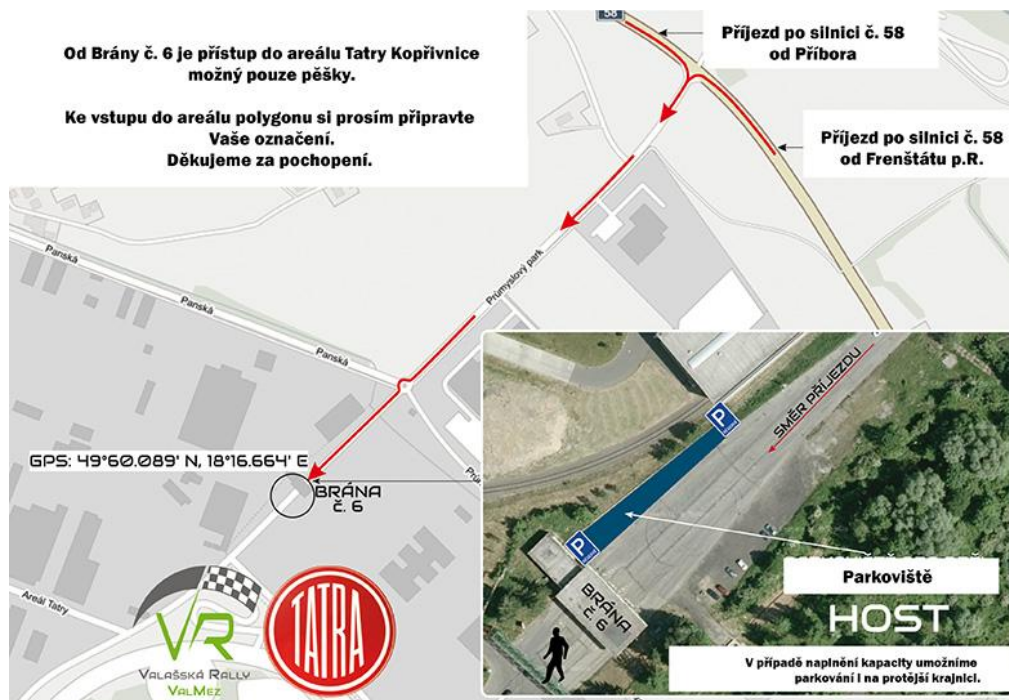 58
Od Brány č. 6 je přístup do areálu Tatry Kopřivnice
možný pouze pěšky.
Ke vstupu do areálu polygonu si prosím připravte
Vaše označení.
Děkujeme za pochopení.
Příjezd po silnici č. 58
od Příbora
Příjezd po silnici č. 58
od Frenštátu p.R.
Průmyslový park
Panská
Panská
Panská
SMĚR PŘÍJEZDU
P
GPS: 49°60.089' N, 18°16.664' E
BRÁNA
č. 6
P
Parkoviště
HOST
BRÁNA
č. 6
Areál Tatry
TATRA
VR
VALAŠSKÁ RALLY
VALMEZ
V případě naplnění kapacity umožníme
parkování i na protější krajnici.